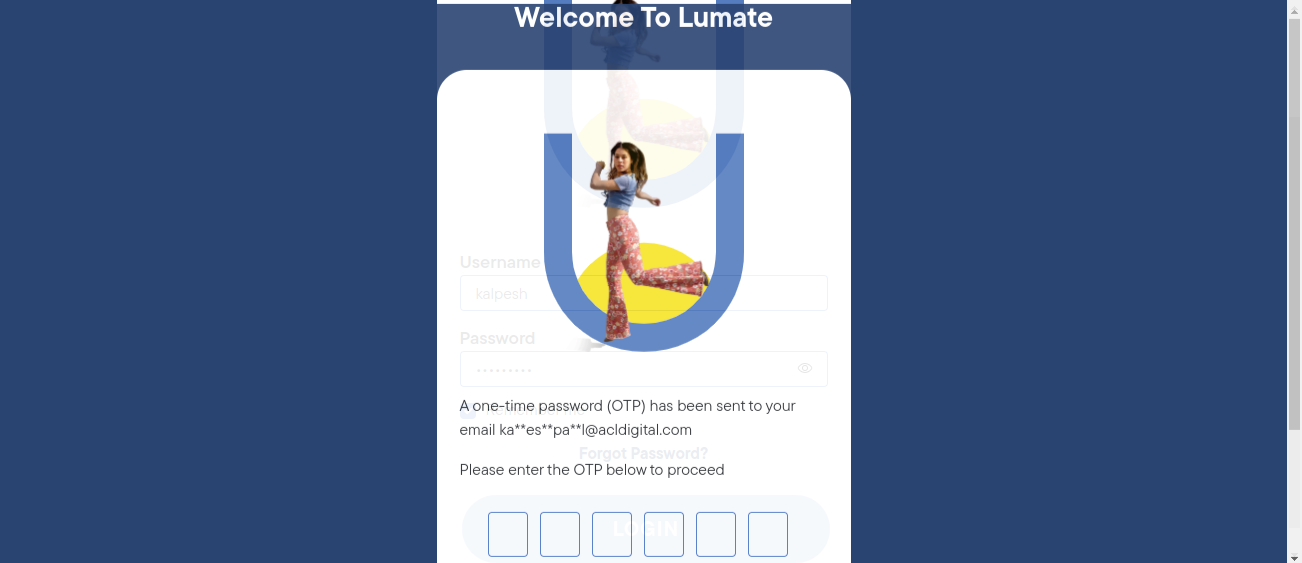 Welcome To Lumate
Username
kalpesh
Password
A one-time password (OTP) has been sent to your
email ka**es**pa**l@acldigital.com
Forgot Password?
Please enter the OTP below to proceed
LOGIN